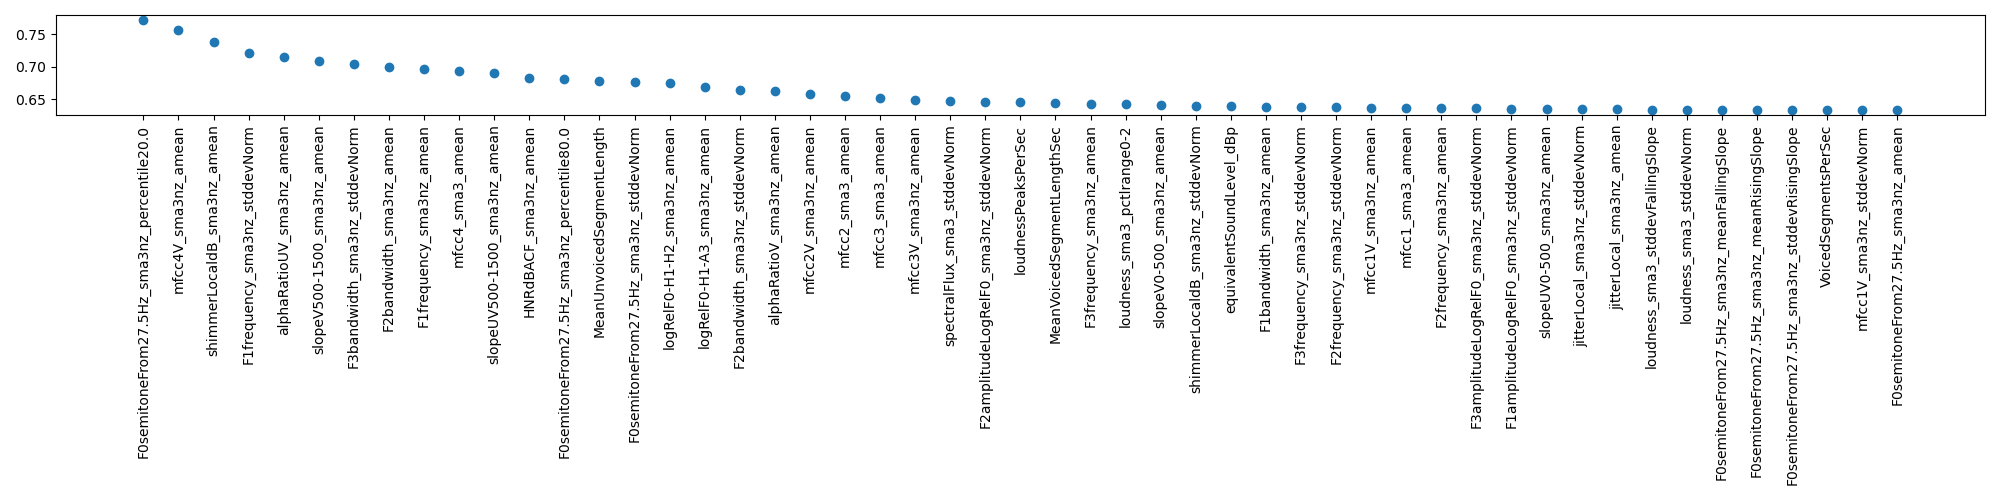 0.75
0.70
0.65
F0semitoneFrom27.5Hz_sma3nz_percentile20.0
mfcc4V_sma3nz_amean
shimmerLocaldB_sma3nz_amean
F1frequency_sma3nz_stddevNorm
alphaRatioUV_sma3nz_amean
slopeV500-1500_sma3nz_amean
F3bandwidth_sma3nz_stddevNorm
F2bandwidth_sma3nz_amean
F1frequency_sma3nz_amean
mfcc4_sma3_amean
slopeUV500-1500_sma3nz_amean
HNRdBACF_sma3nz_amean
F0semitoneFrom27.5Hz_sma3nz_percentile80.0
MeanUnvoicedSegmentLength
F0semitoneFrom27.5Hz_sma3nz_stddevNorm
logRelF0-H1-H2_sma3nz_amean
logRelF0-H1-A3_sma3nz_amean
F2bandwidth_sma3nz_stddevNorm
alphaRatioV_sma3nz_amean
mfcc2V_sma3nz_amean
mfcc2_sma3_amean
mfcc3_sma3_amean
mfcc3V_sma3nz_amean
spectralFlux_sma3_stddevNorm
F2amplitudeLogRelF0_sma3nz_stddevNorm
loudnessPeaksPerSec
MeanVoicedSegmentLengthSec
F3frequency_sma3nz_amean
loudness_sma3_pctlrange0-2
slopeV0-500_sma3nz_amean
shimmerLocaldB_sma3nz_stddevNorm
equivalentSoundLevel_dBp
F1bandwidth_sma3nz_amean
F3frequency_sma3nz_stddevNorm
F2frequency_sma3nz_stddevNorm
mfcc1V_sma3nz_amean
mfcc1_sma3_amean
F2frequency_sma3nz_amean
F3amplitudeLogRelF0_sma3nz_stddevNorm
F1amplitudeLogRelF0_sma3nz_stddevNorm
slopeUV0-500_sma3nz_amean
jitterLocal_sma3nz_stddevNorm
jitterLocal_sma3nz_amean
loudness_sma3_stddevFallingSlope
loudness_sma3_stddevNorm
F0semitoneFrom27.5Hz_sma3nz_meanFallingSlope
F0semitoneFrom27.5Hz_sma3nz_meanRisingSlope
F0semitoneFrom27.5Hz_sma3nz_stddevRisingSlope
VoicedSegmentsPerSec
mfcc1V_sma3nz_stddevNorm
F0semitoneFrom27.5Hz_sma3nz_amean